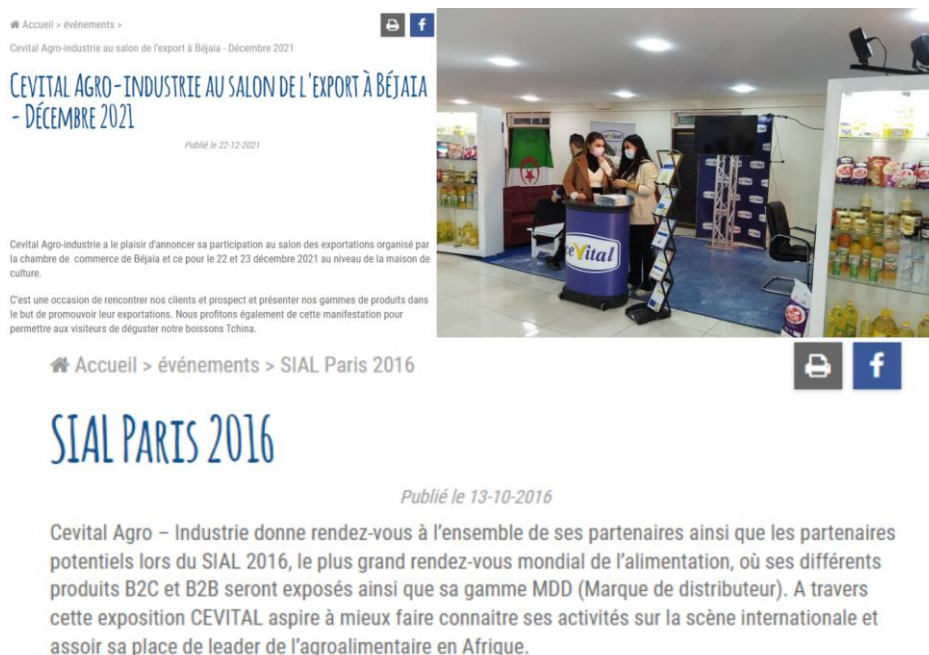 Accueil > événements >
Cevital Agro-industrie au salon de l'export à Béjaia - Décembre 2021
Cevital Agro-industrie au salon de l'export à Béjaia
- Décembre 2021
Publié le 22-12-2021
Cevital Agro-industrie a le plaisir d'annoncer sa participation au salon des exportations organisé par
la chambre de commerce de Béjaia et ce pour le 22 et 23 décembre 2021 au niveau de la maison de
culture.
C'est une occasion de rencontrer nos clients et prospect et présenter nos gammes de produits dans
le but de promouvoir leur exportations. Nous profitons également de cette manifestation pour
permettre aux visiteurs de déguster notre boissons Tchina.
ceVital
Accueil > événements > SIAL Paris 2016
SIAL Paris 2016
Publié le 13-10-2016
Cevital Agro – Industrie donne rendez-vous à l'ensemble de ses partenaires ainsi que les partenaires
potentiels lors du SIAL 2016, le plus grand rendez-vous mondial de l'alimentation, où ses différents
produits B2C et B2B seront exposés ainsi que sa gamme MDD (Marque de distributeur). A travers
cette exposition CEVITAL aspire à mieux faire connaitre ses activités sur la scène internationale et
assoir sa place de leader de l'agroalimentaire en Afrique.